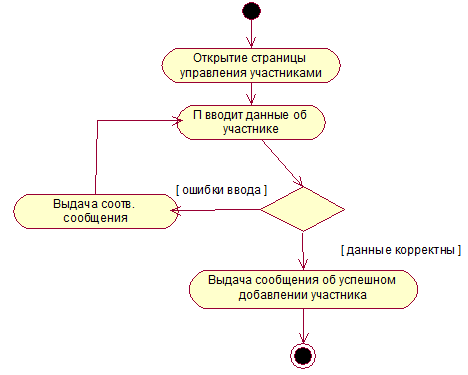 Открытие страницы
управления участниками
П вводит данные об
участнике
[ ошибки ввода ]
Выдача соотв.
сообщения
[ данные корректны ]
Выдача сообщения об успешном
добавлении участника